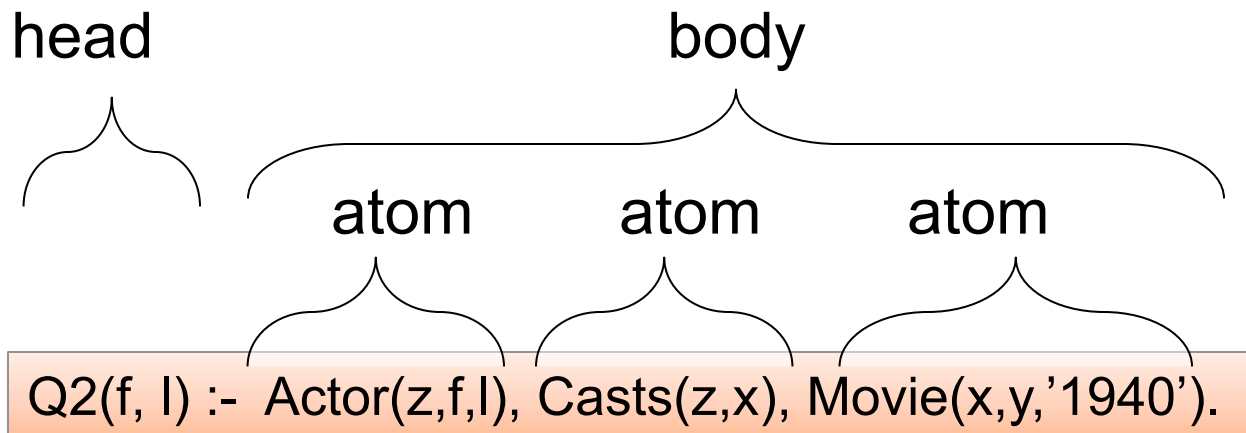 head body
atom atom atom
Q2(f, l) :- Actor(z,f,l), Casts(z,x), Movie(x,y,’1940’).